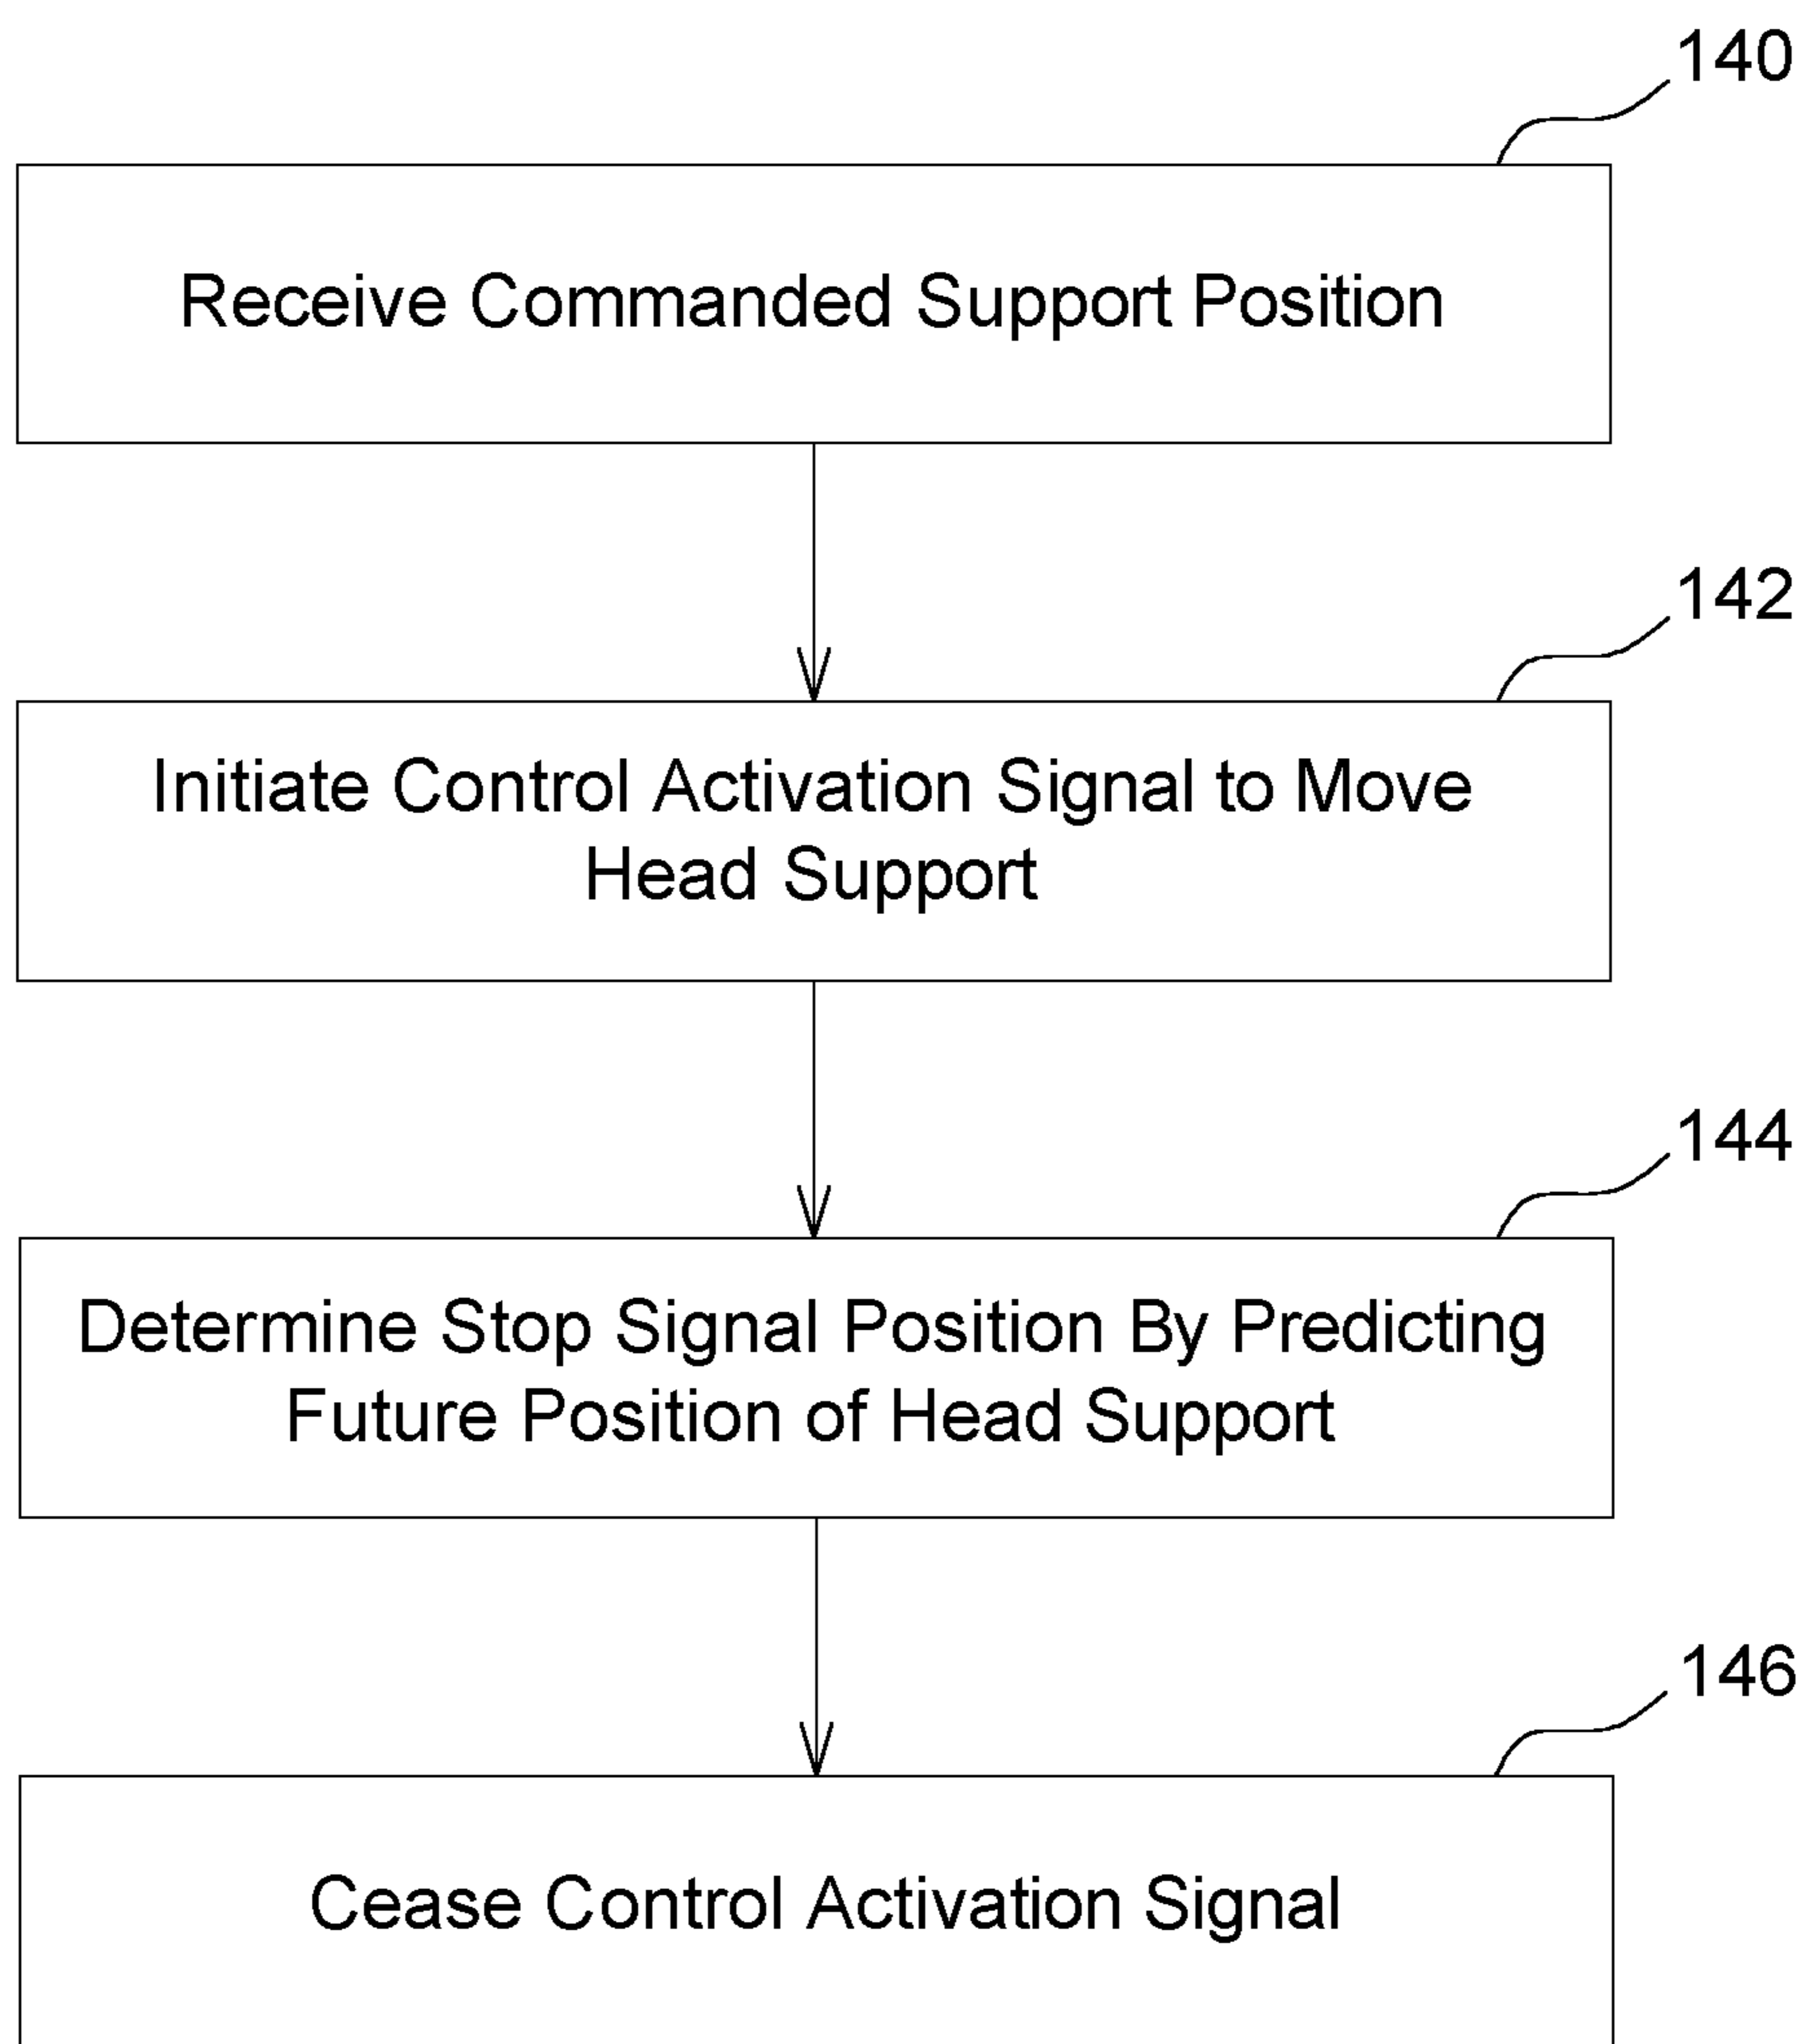 140
Receive Commanded Support Position
142
Initiate Control Activation Signal to Move
Head Support
144
Determine Stop Signal Position By Predicting
Future Position of Head Support
146
Cease Control Activation Signal